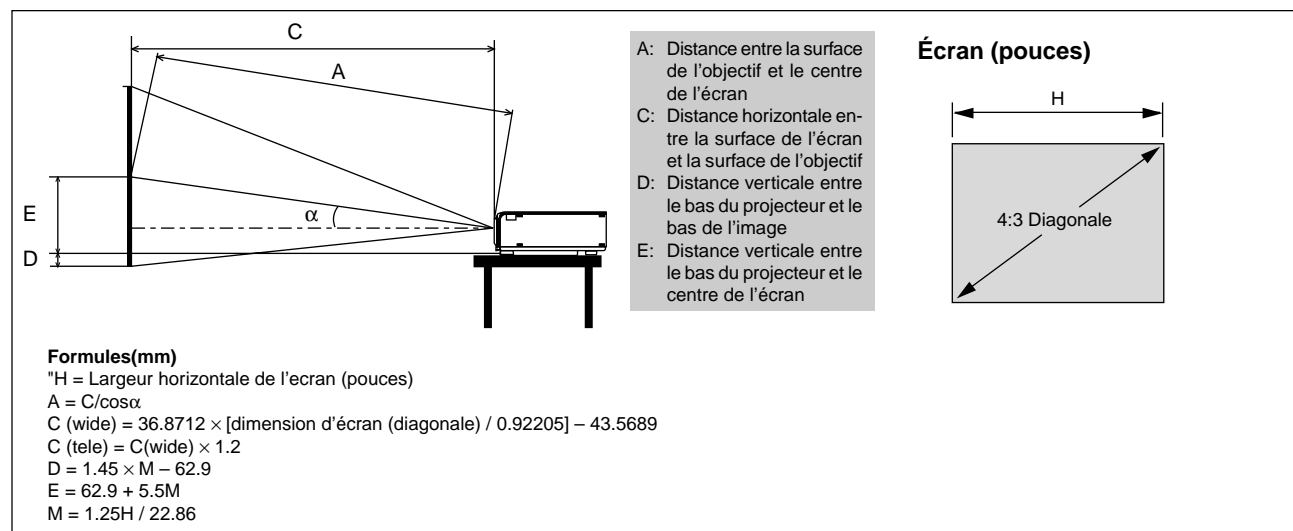 C
A
E
D
α
A: Distance entre la surface
de l’objectif et le centre
de l’écran
C: Distance horizontale en-
tre la surface de l’écran
et la surface de l’objectif
D: Distance verticale entre
le bas du projecteur et le
bas de l’image
E: Distance verticale entre
le bas du projecteur et le
centre de l’écran
Écran (pouces)
H
4:3 Diagonale
Formules(mm)
"H = Largeur horizontale de l’ecran (pouces)
A = C/cosα
C (wide) = 36.8712 × [dimension d’écran (diagonale) / 0.92205] – 43.5689
C (tele) = C(wide) × 1.2
D = 1.45 × M – 62.9
E = 62.9 + 5.5M
M = 1.25H / 22.86